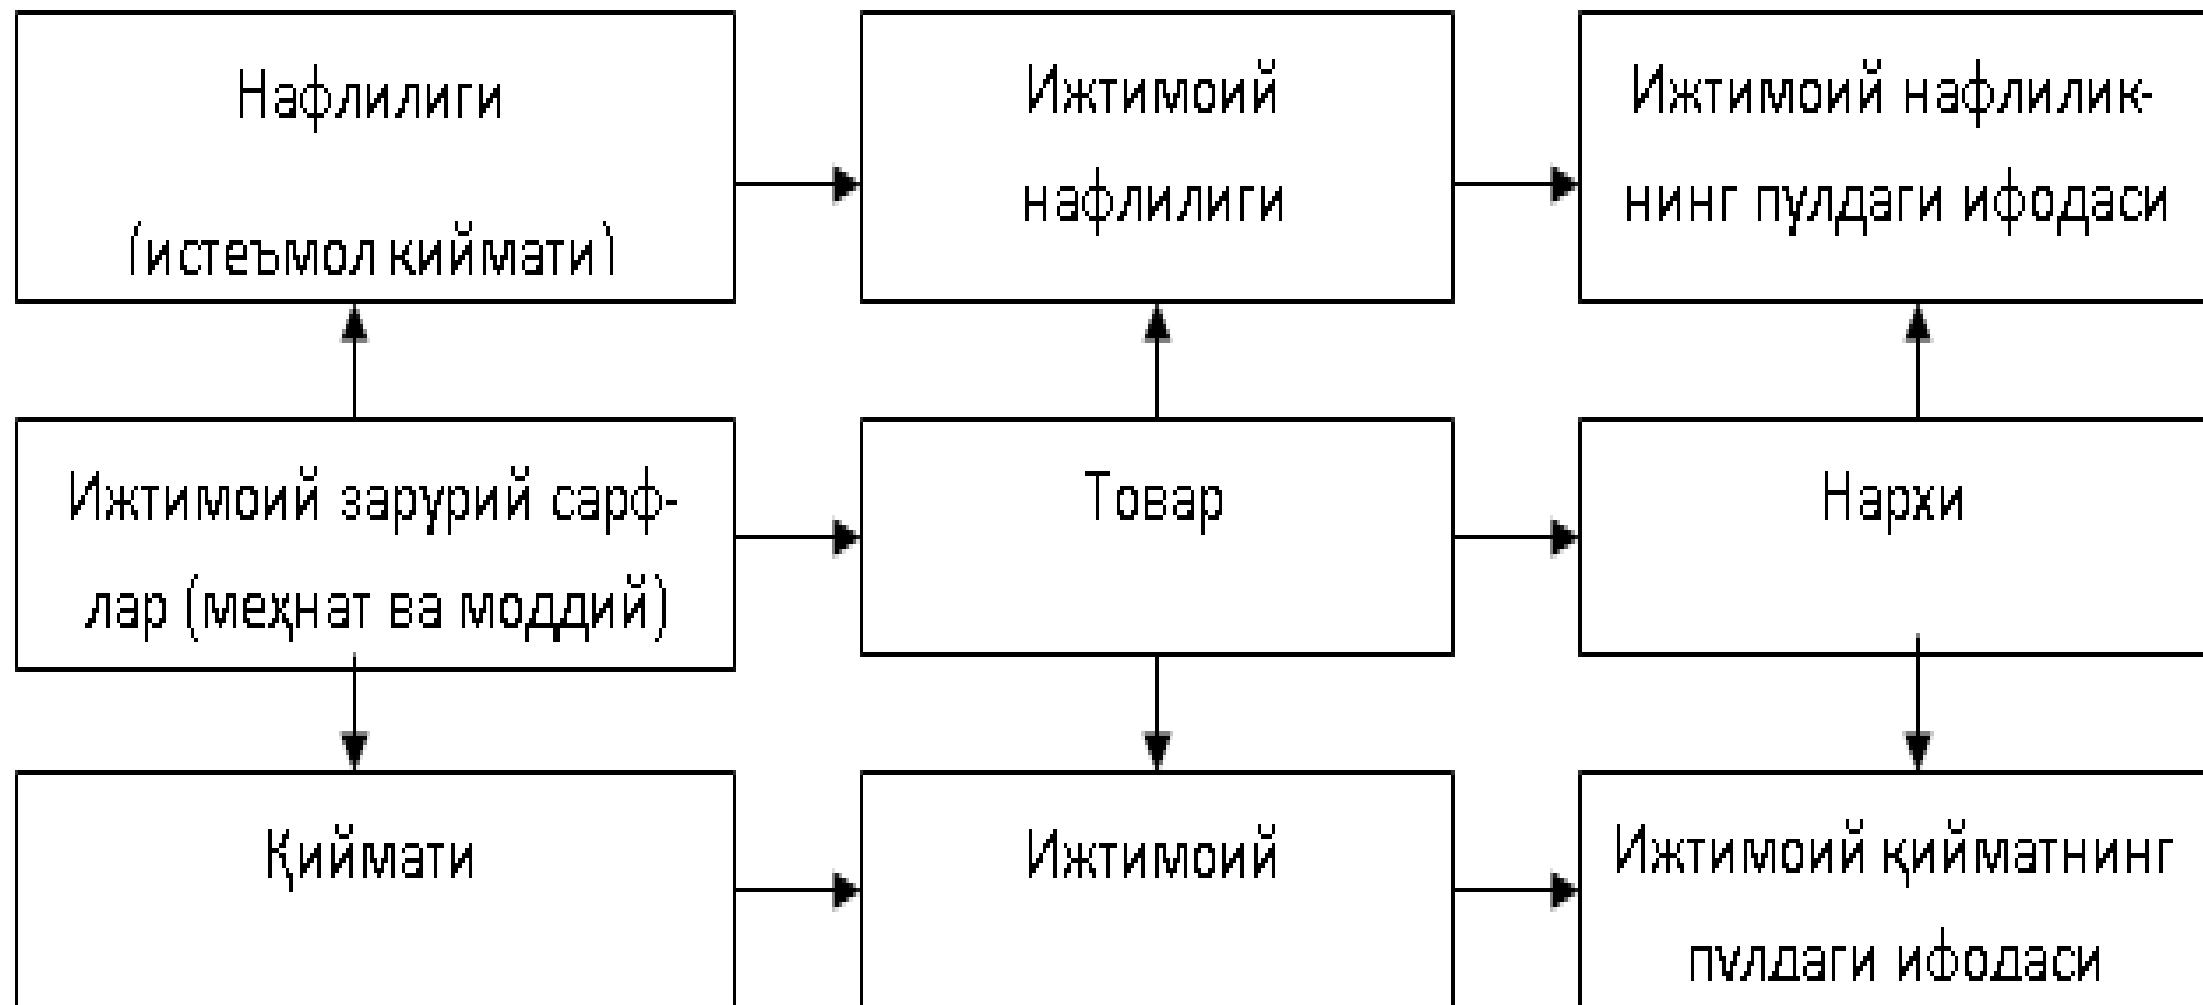 Нафлилиги
(истеъмол қиймати)
Ижтимоий
нафлилиги
Ижтимоий нафлилик-
нинг пулдаги ифодаси
Ижтимоий зарурий сарф-
лар (меҳнат ва моддий)
Товар
Нархи
Қиймати
Ижтимоий
Ижтимоий қийматнинг
пулдаги ифодаси